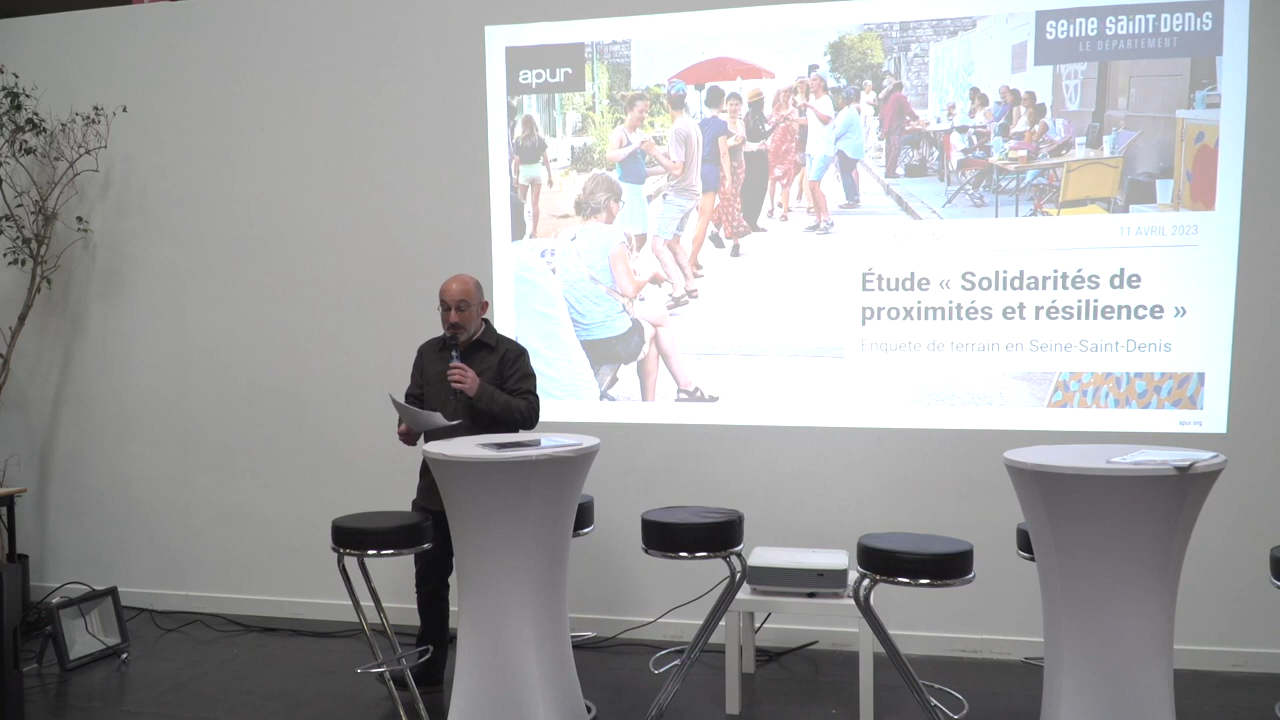 apur
seine saint-denis
LE DÉPARTEMENT
11 AVRIL 2023
Étude « Solidarités de
proximités et résilience »
Enquête de terrain en Seine-Saint-Denis
apur.org